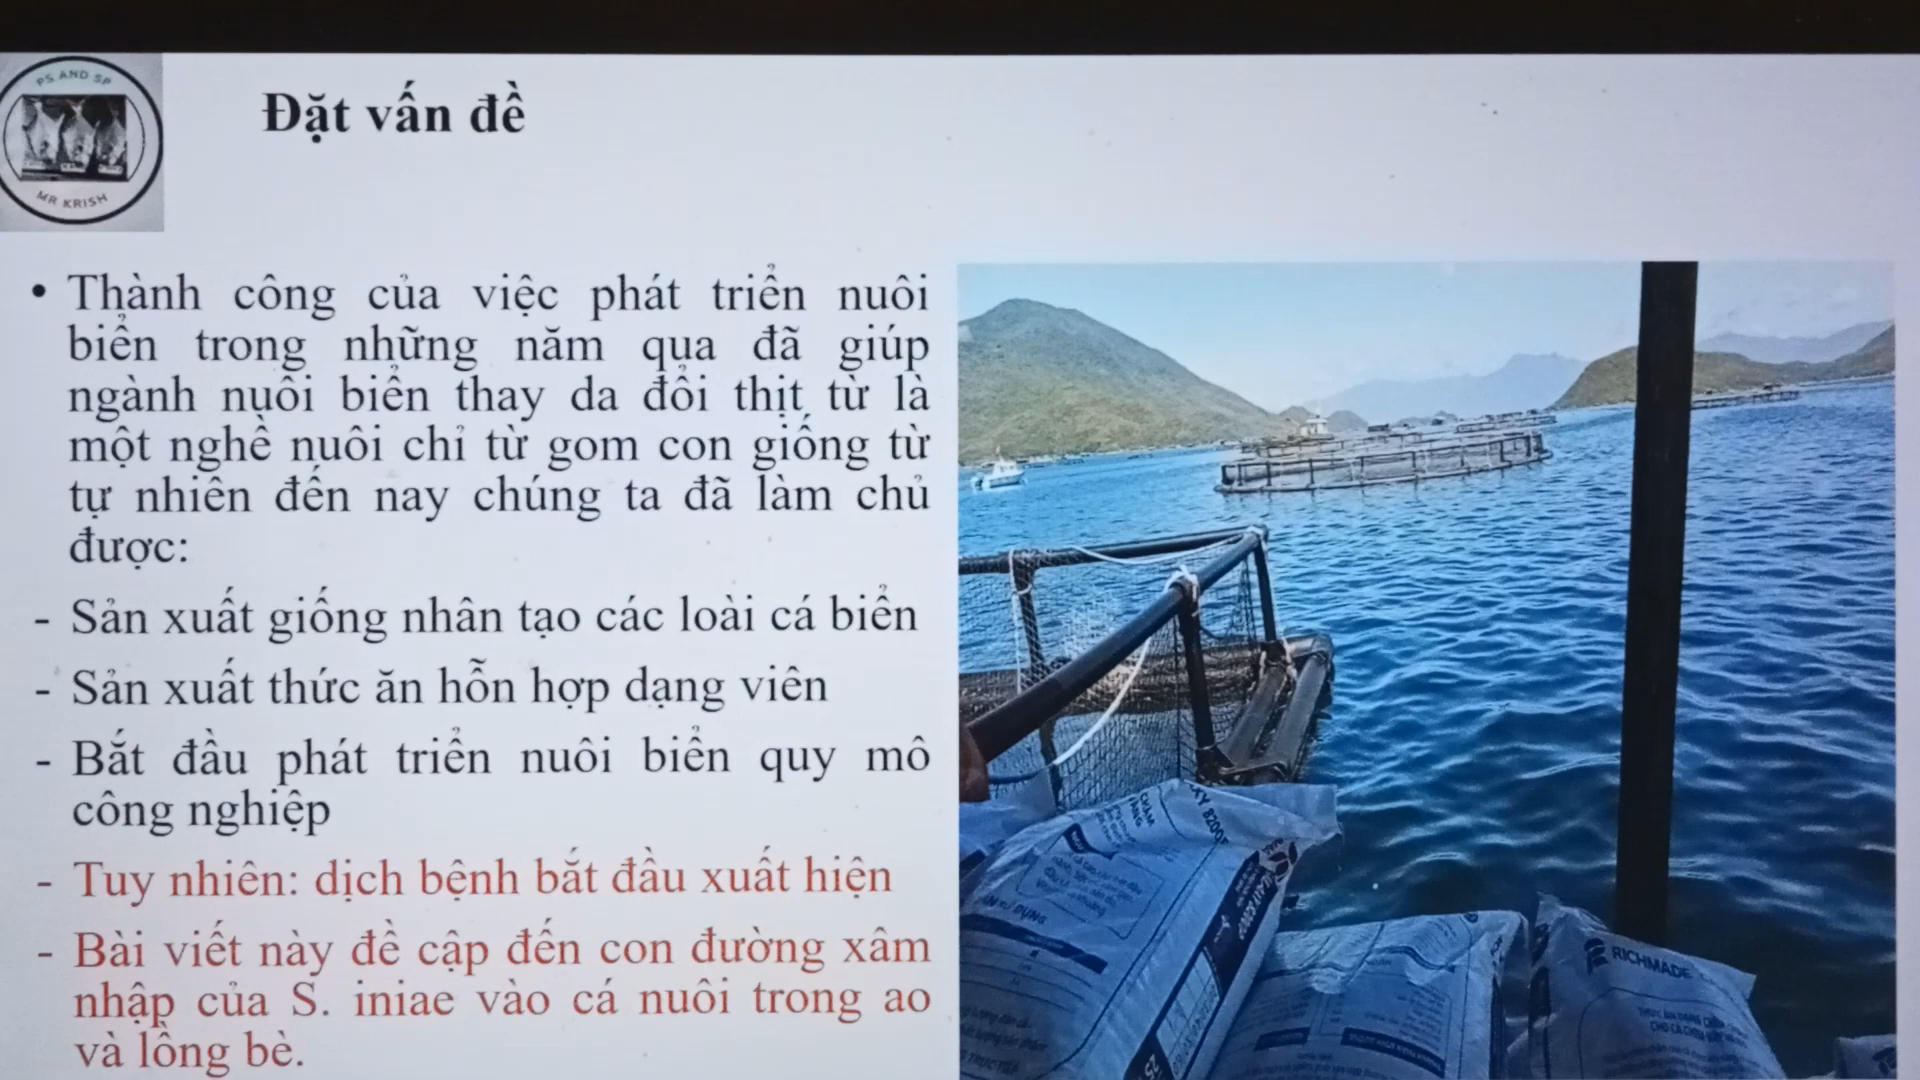 PS AND SP
MR KRISH
Đặt vấn đề
• Thành công của việc phát triển nuôi
biển trong những năm qua đã giúp
ngành nuôi biển thay da đổi thịt từ là
một nghề nuôi chỉ từ gom con giống từ
tự nhiên đến nay chúng ta đã làm chủ
được:
- Sản xuất giống nhân tạo các loài cá biển
- Sản xuất thức ăn hỗn hợp dạng viên
- Bắt đầu phát triển nuôi biển quy mô
công nghiệp
- Tuy nhiên: dịch bệnh bắt đầu xuất hiện
- Bài viết này đề cập đến con đường xâm
nhập của S. iniae vào cá nuôi trong ao
và lồng bè.
RICHMADE